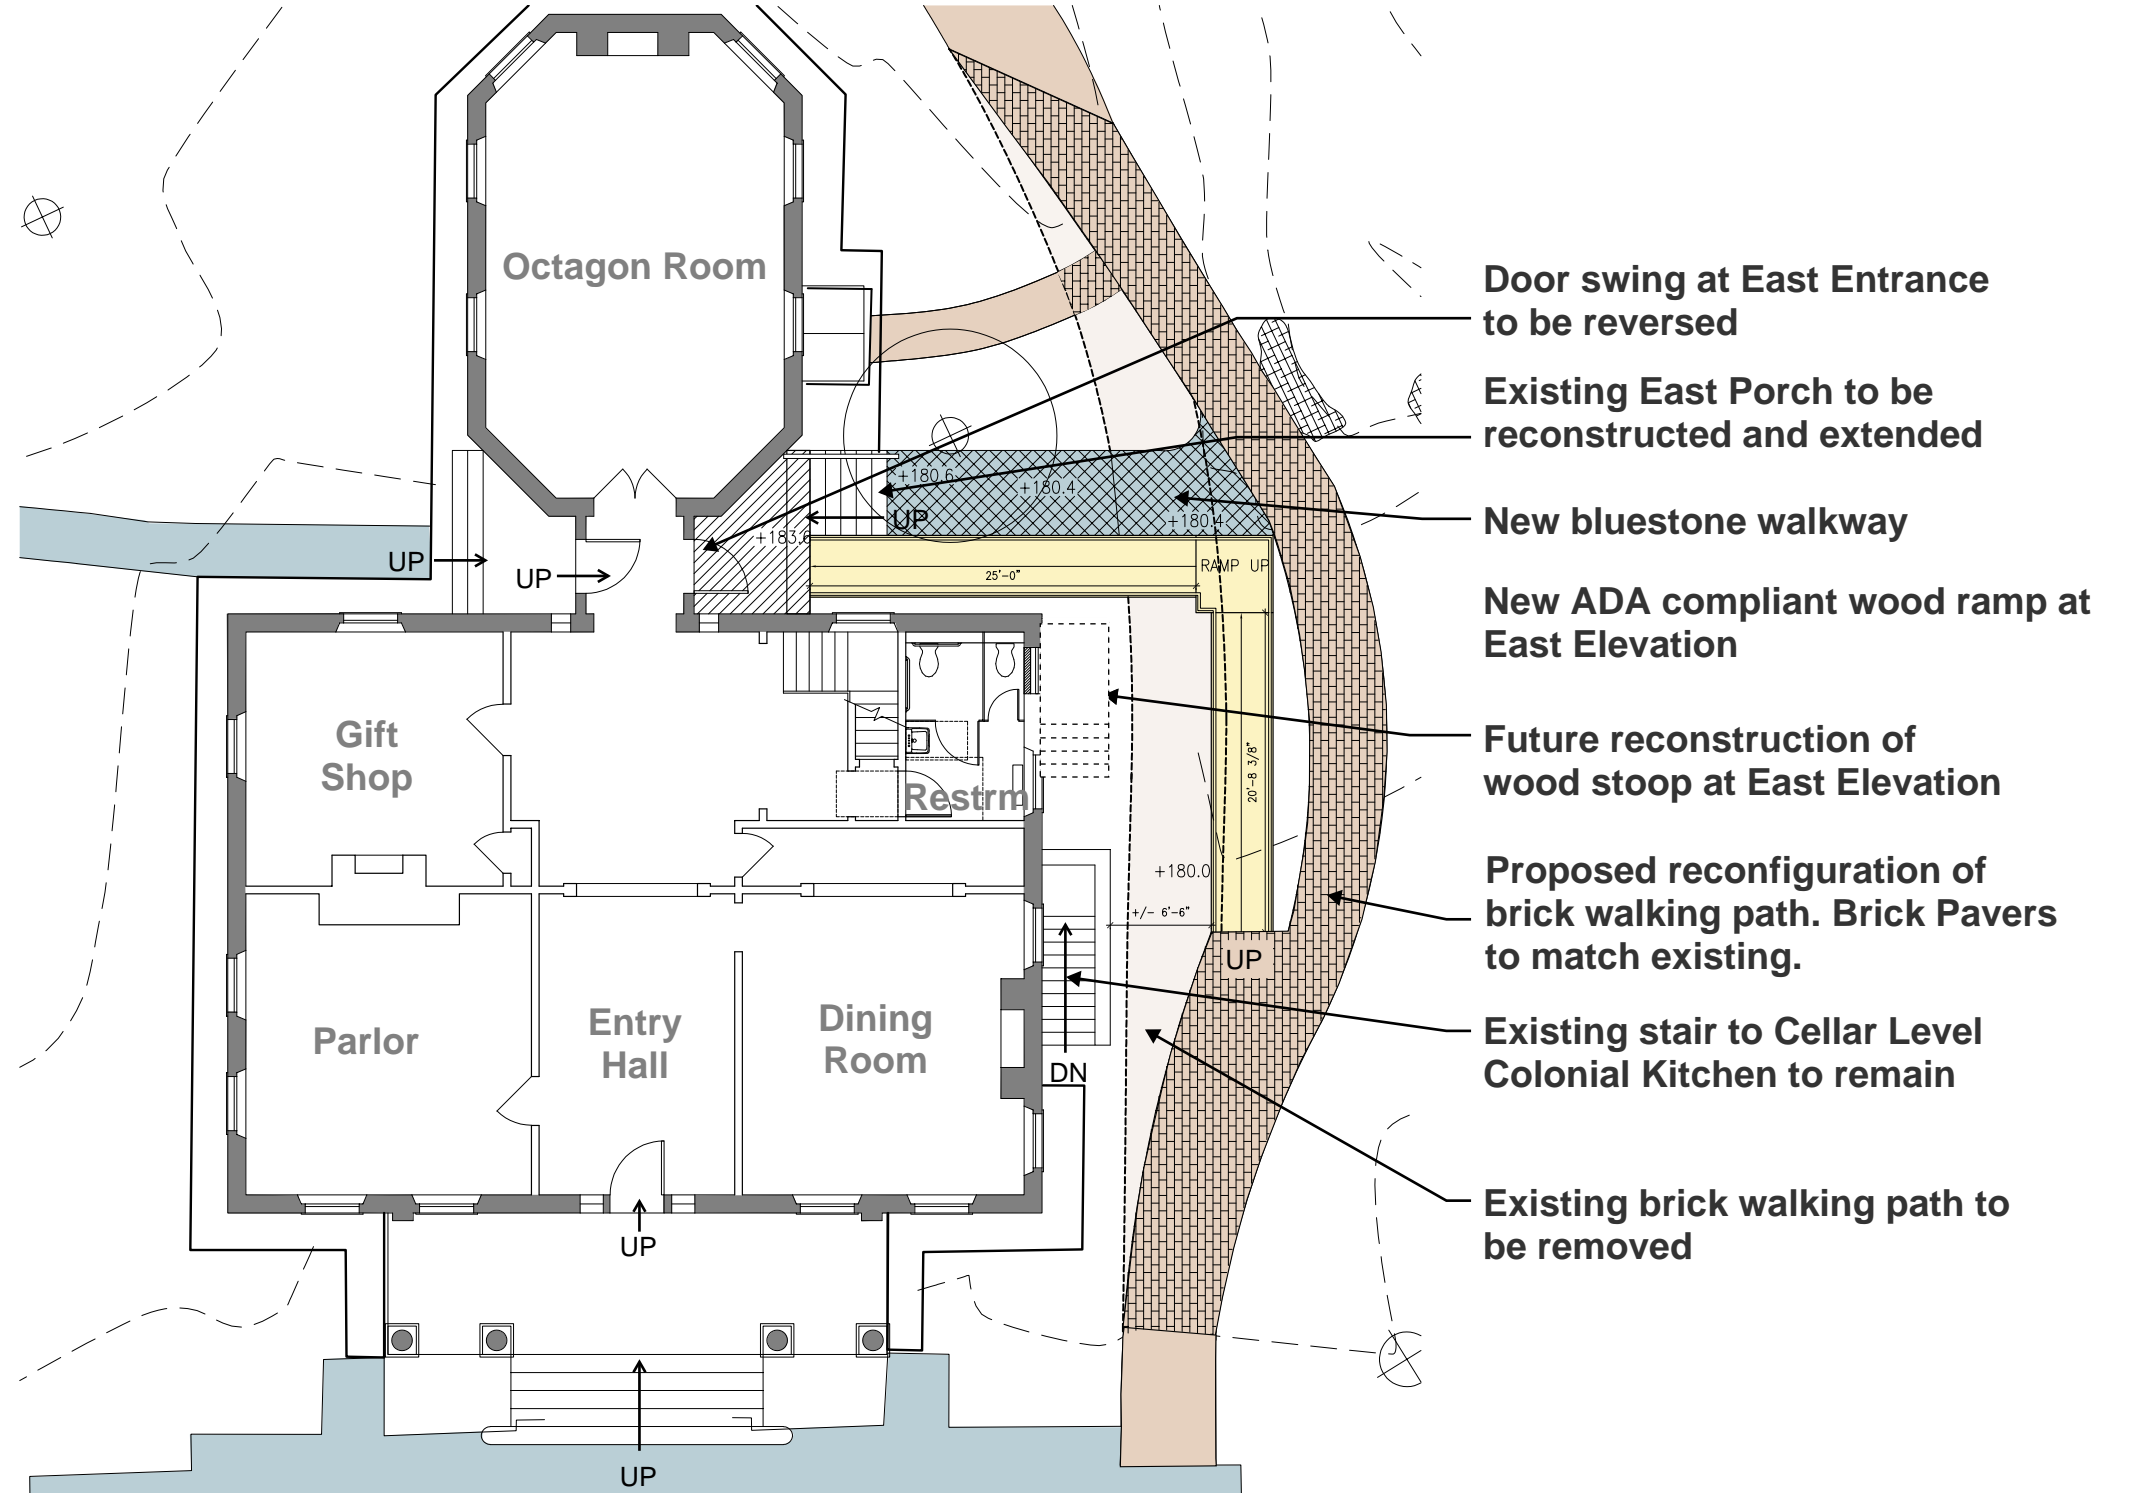 Octagon Room
Door swing at East Entrance
to be reversed
Existing East Porch to be
reconstructed and extended
+180.6
+180.4
+180.4
UP
New bluestone walkway
+183.6
UP
UP
25'-0"
RAMP UP
New ADA compliant wood ramp at
East Elevation
Gift
Shop
Restrm
20'-8 3/8"
Future reconstruction of
wood stoop at East Elevation
+180.0
+/- 6'-6"
UP
Proposed reconfiguration of
brick walking path. Brick Pavers
to match existing.
Parlor
Entry
Hall
Dining
Room
DN
Existing stair to Cellar Level
Colonial Kitchen to remain
Existing brick walking path to
be removed
UP
UP